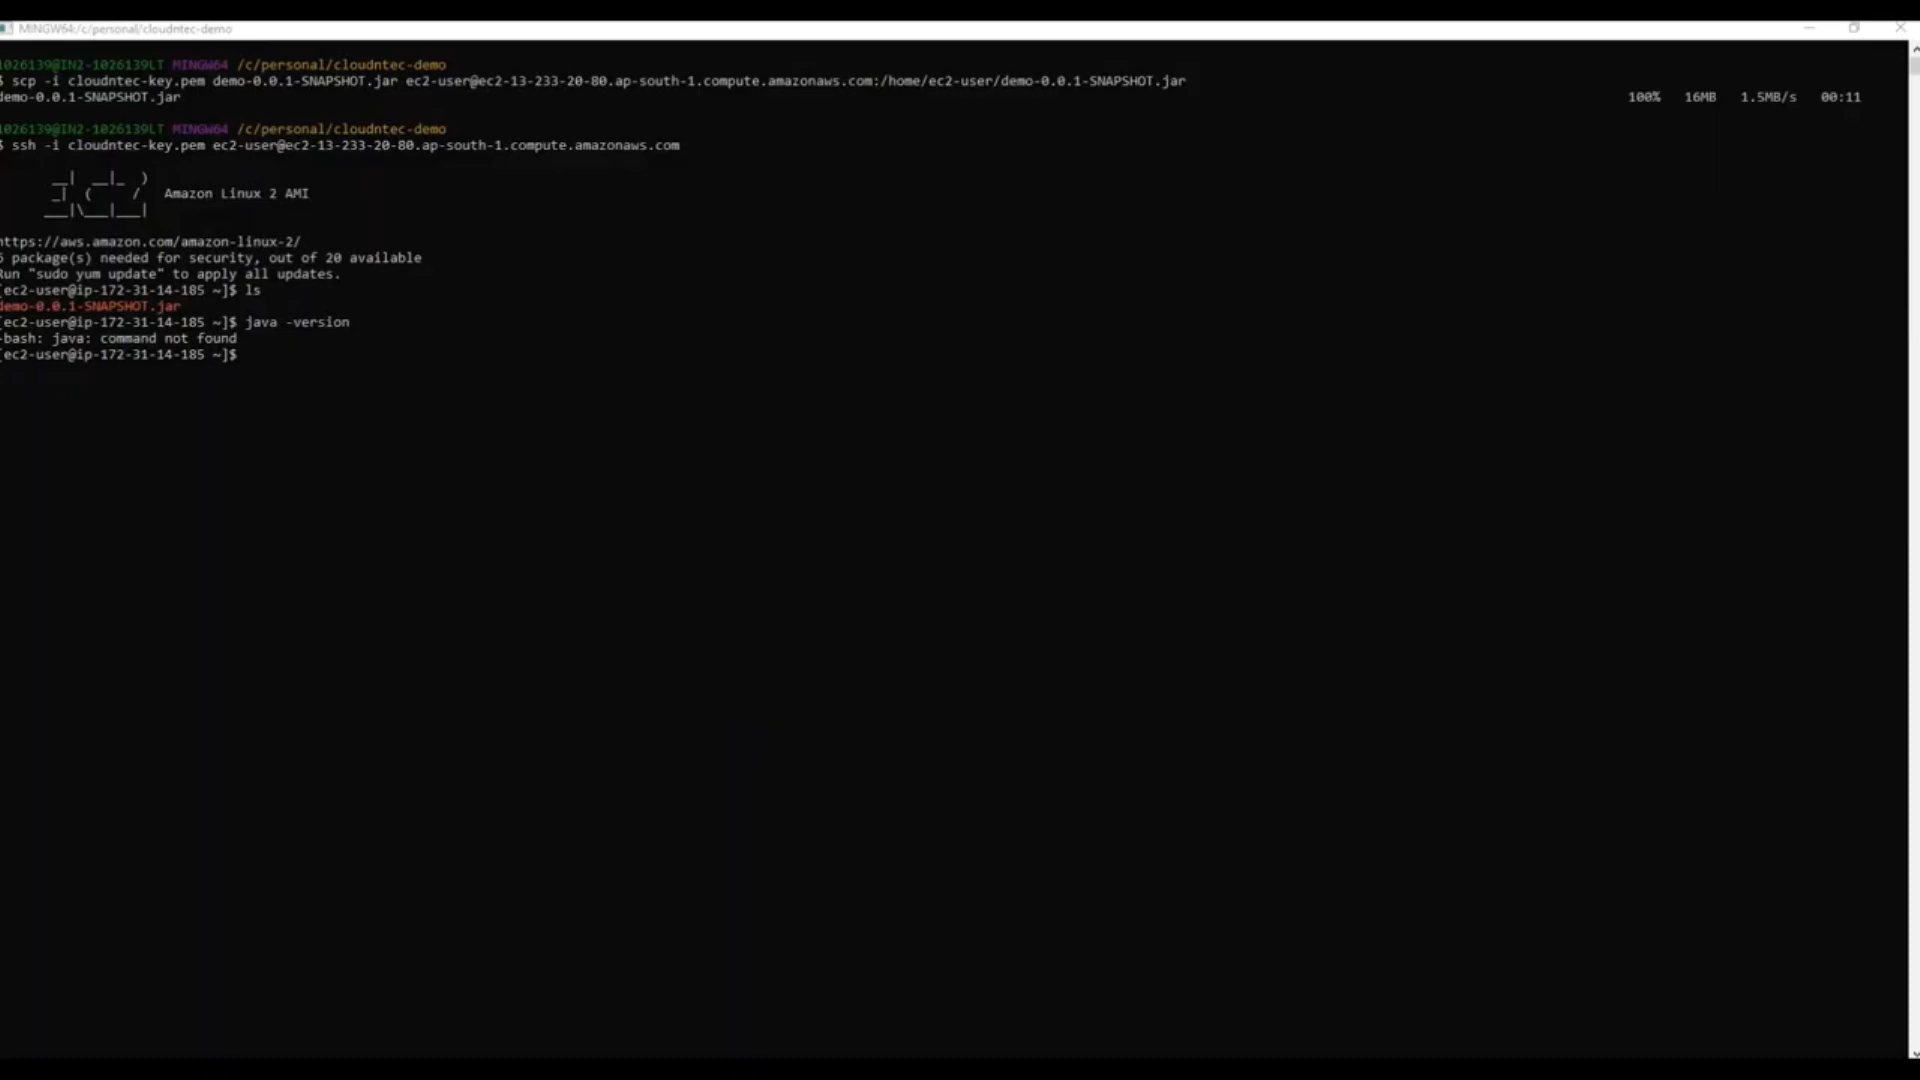 MINGW64:/c/personal/cloudntec-demo
1026139@IN2-1026139LT MINGW64 /c/personal/cloudntec-demo
$ scp -i cloudntec-key.pem demo-0.0.1-SNAPSHOT.jar ec2-user@ec2-13-233-20-80.ap-south-1.compute.amazonaws.com:/home/ec2-user/demo-0.0.1-SNAPSHOT.jar
demo-0.0.1-SNAPSHOT.jar 100% 16MB 1.5MB/s 00:11
1026139@IN2-1026139LT MINGW64 /c/personal/cloudntec-demo
$ ssh -i cloudntec-key.pem ec2-user@ec2-13-233-20-80.ap-south-1.compute.amazonaws.com
__| __|_ )
_| ( / Amazon Linux 2 AMI
___|\___|___|
https://aws.amazon.com/amazon-linux-2/
package(s) needed for security, out of 20 available
Run "sudo yum update" to apply all updates.
[ec2-user@ip-172-31-14-185 ~]$ ls
demo-0.0.1-SNAPSHOT.jar
[ec2-user@ip-172-31-14-185 ~]$ java -version
-bash: java: command not found
[ec2-user@ip-172-31-14-185 ~]$